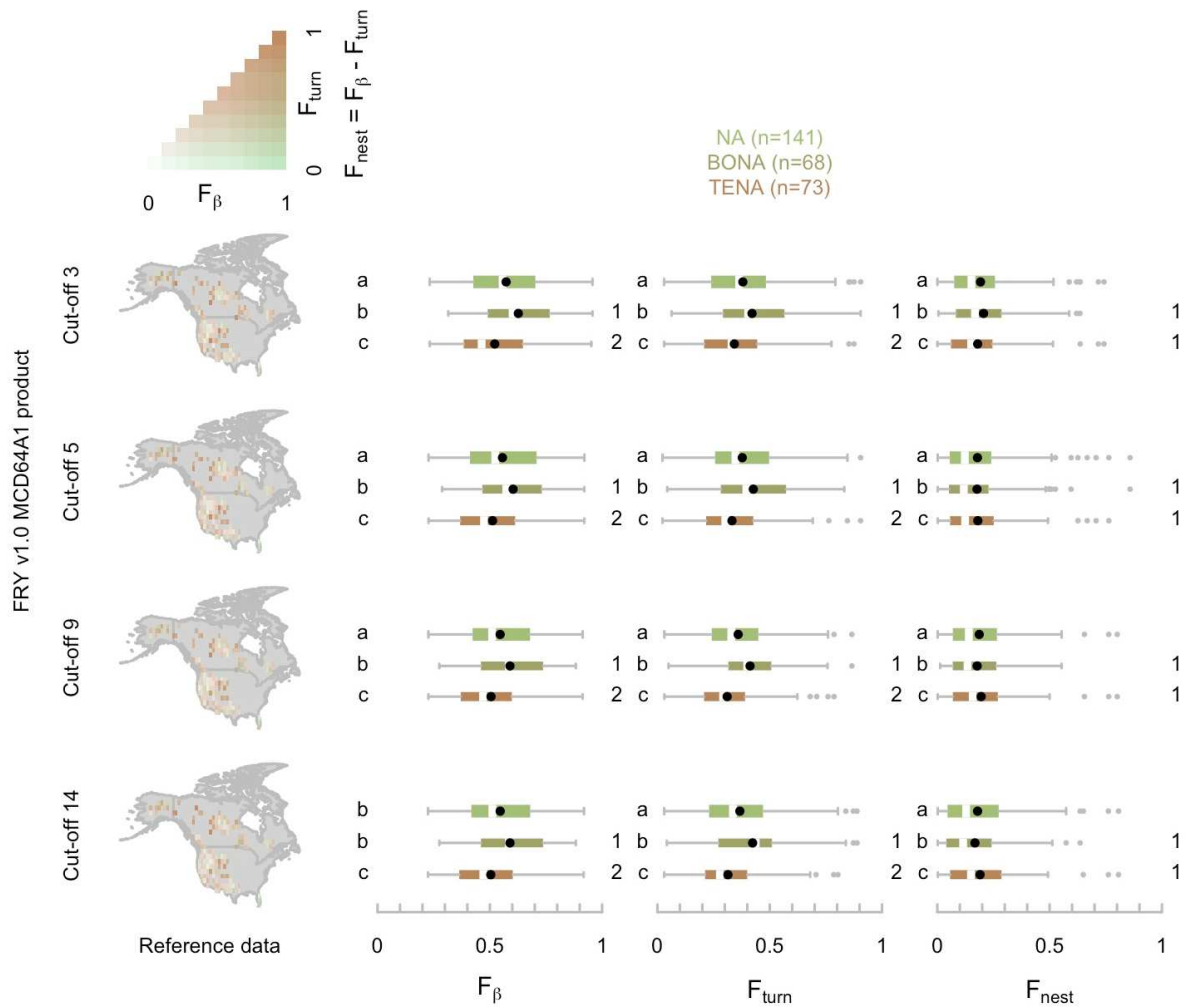 1
F_turn
0
F_nest = F_β - F_turn
F_β
0 1
NA (n=141)
BONA (n=68)
TENA (n=73)
FRY v1.0 MCD64A1 product
Cut-off 3
a a a
b 1 b 1 b 1
c 2 c 2 c 1
Cut-off 5
a a a
b 1 b 1 b 1
c 2 c 2 c 1
Cut-off 9
a a a
b 1 b 1 b 1
c 2 c 2 c 1
Cut-off 14
b a a
b 1 b 1 b 1
c 2 c 2 c 1
Reference data
0 0.5 1 0 0.5 1 0 0.5 1
F_β F_turn F_nest